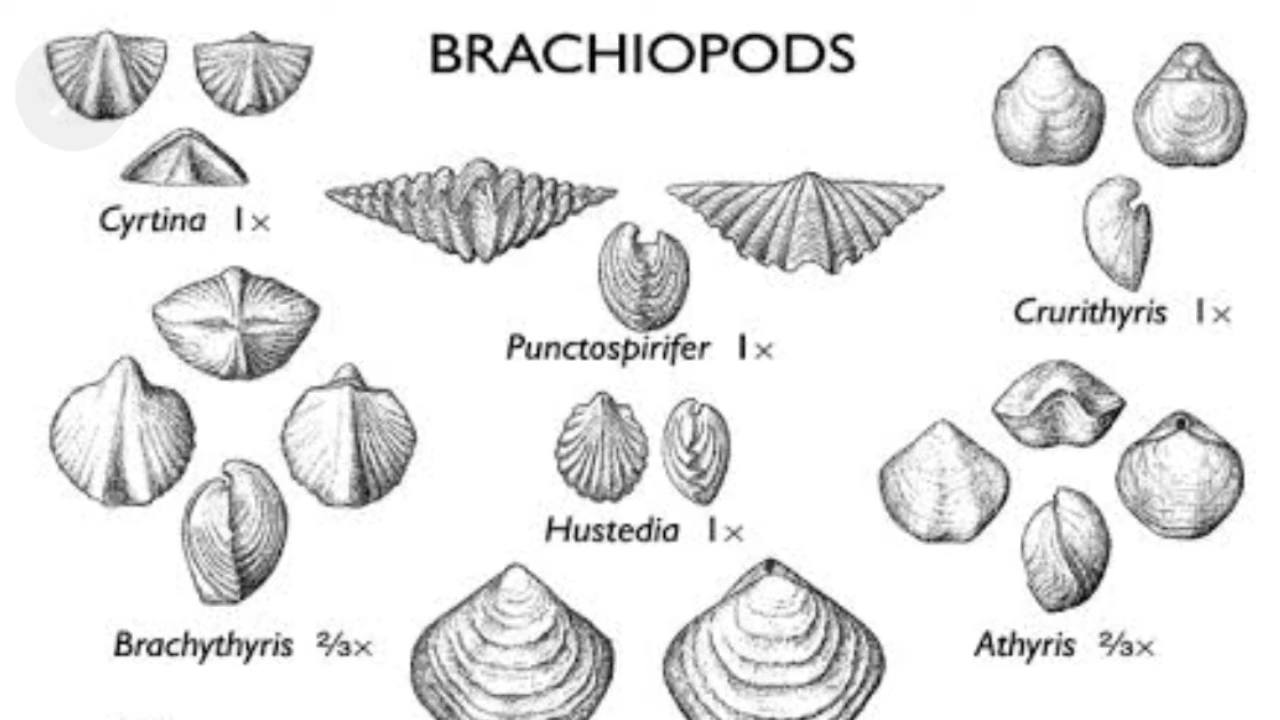 BRACHIOPODS
Cyrtina 1×
Crurithyris 1×
Punctospirifer 1×
Hustedia 1×
Brachythyris ⅔×
Athyris ⅔×